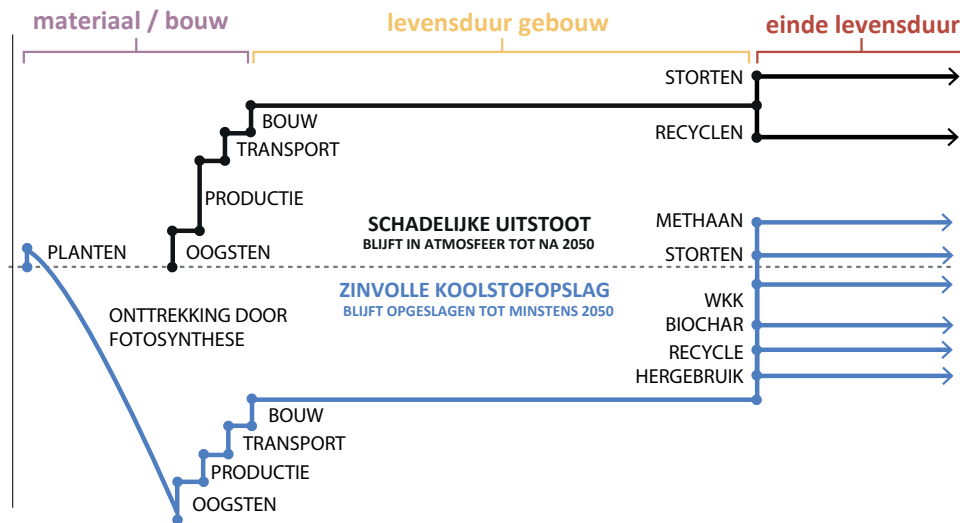 materiaal / bouw
levensduur gebouw
einde levensduur
STORTEN
BOUW
RECYCLEN
TRANSPORT
PRODUCTIE
SCHADELIJKE UITSTOOT
BLIJFT IN ATMOSFEER TOT NA 2050
METHAAN
PLANTEN
OOGSTEN
STORTEN
ZINVOLLE KOOLSTOFOPSLAG
BLIJFT OPGESLAGEN TOT MINSTENS 2050
WKK
ONTTREKKING DOOR
FOTOSYNTHESE
BIOCHAR
RECYCLE
HERGEBRUIK
BOUW
TRANSPORT
PRODUCTIE
OOGSTEN